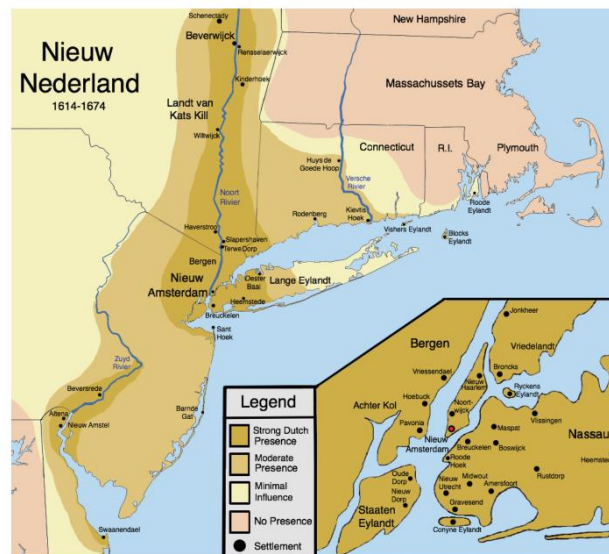 Nieuw
Nederland
1614-1674
Schenectady
Beverwijck
Rensselaerwijck
Kinderhoek
Landt van
Kats Kill
Wiltwijck
Noort
Rivier
Haverstroo
Slapershaven
TerweDorp
Bergen
Nieuw
Amsterdam
Breuckelen
Sant
Hoek
Oester
Baai
Heemstede
Lange Eylandt
New Hampshire
Massachussets Bay
Connecticut
R.I.
Plymouth
Huys de
Goede Hoop
Versche
Rivier
Kievits
Hoek
Rodenberg
Roode
Eylandt
Vishers Eylandt
Blocks
Eylandt
Zuyd
Rivier
Beversrede
Altena
Nieuw Amstel
Barnde
Gat
Swaanendael
Legend
Strong Dutch
Presence
Moderate
Presence
Minimal
Influence
No Presence
Settlement
Jonkheer
Bergen
Vriedelandt
Vriessendael
Nieuw
Haarlem
Broncks
Ryckens
Eylandt
Achter Kol
Hoebuck
Noort-
wijck
Vlissingen
Pavonia
Maspat
Nieuw
Amsterdam
Breuckelen
Boswijck
Nassau
Roode
Hoek
Heemstede
Oude
Dorp
Midwout
Rustdorp
Nieuw
Utrecht
Amersfoort
Nieuw
Dorp
Gravesend
Staaten
Eylandt
Conyne Eylandt